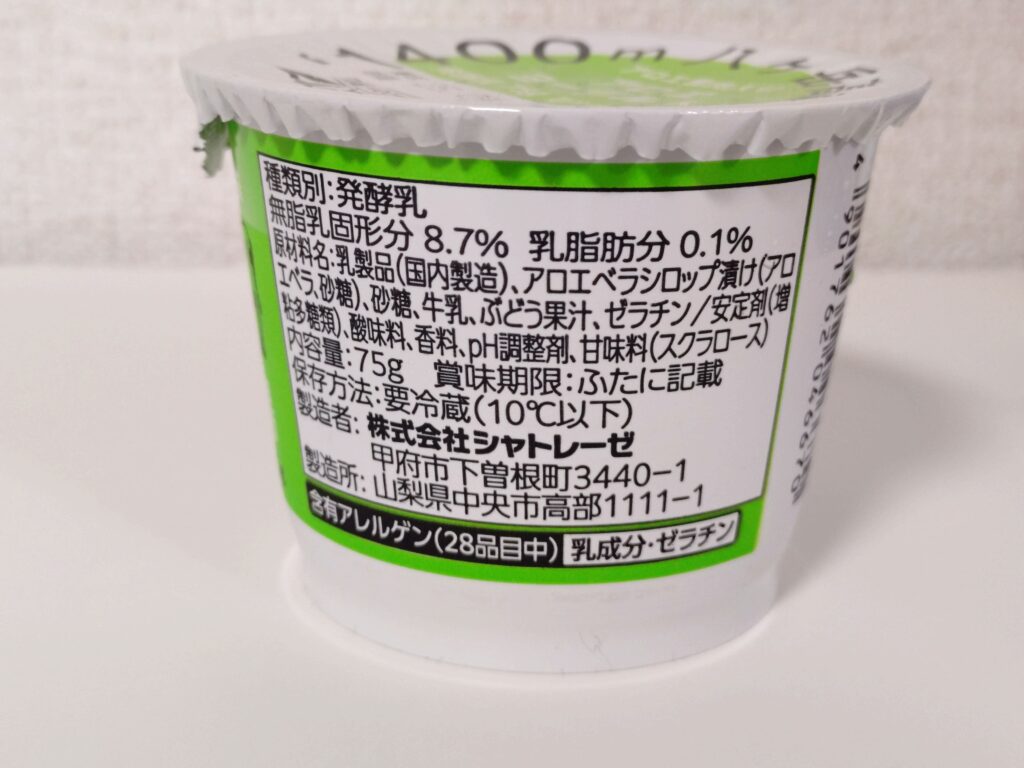 1400m
種類別:発酵乳
無脂乳固形分 8.7% 乳脂肪分 0.1%
原材料名:乳製品(国内製造)、アロエベラシロップ漬け(アロ
エベラ、砂糖)、砂糖、牛乳、ぶどう果汁、ゼラチン/安定剤(増
粘多糖類)、酸味料、香料、pH調整剤、甘味料(スクラロース)
内容量:75g 賞味期限:ふたに記載
保存方法:要冷蔵(10℃以下)
製造者:株式会社シャトレーゼ
甲府市下曽根町3440-1
製造所:山梨県中央市高部1111-1
含有アレルゲン(28品目中) 乳成分・ゼラチン